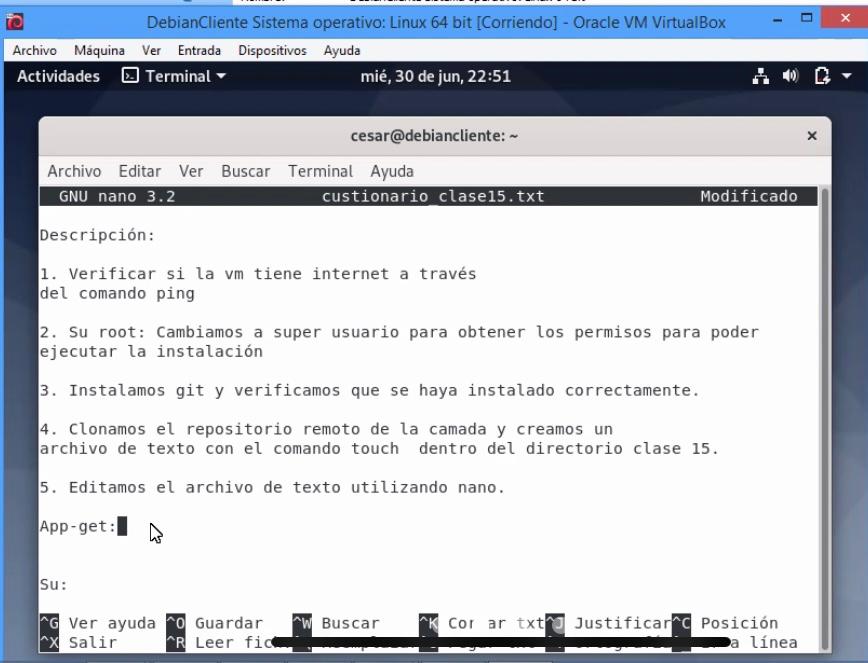 DebianCliente Sistema operativo: Linux 64 bit [Corriendo] - Oracle VM VirtualBox
Archivo Máquina Ver Entrada Dispositivos Ayuda
Actividades Terminal mié, 30 de jun, 22:51
cesar@debiancliente: ~
Archivo Editar Ver Buscar Terminal Ayuda
GNU nano 3.2 custionario_clase15.txt Modificado
Descripción:
1. Verificar si la vm tiene internet a través
del comando ping
2. Su root: Cambiamos a super usuario para obtener los permisos para poder
ejecutar la instalación
3. Instalamos git y verificamos que se haya instalado correctamente.
4. Clonamos el repositorio remoto de la camada y creamos un
archivo de texto con el comando touch dentro del directorio clase 15.
5. Editamos el archivo de texto utilizando nano.
App-get:
Su:
^G Ver ayuda ^O Guardar ^W Buscar ^K Cor ar txt ^J Justificar ^C Posición
^X Salir ^R Leer a línea